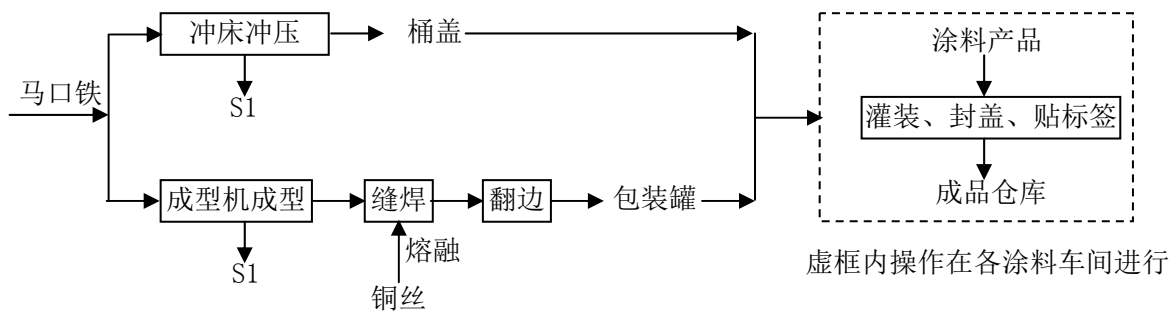 冲床冲压
桶盖
涂料产品
马口铁
S1
灌装、封盖、贴标签
成型机成型
缝焊
翻边
包装罐
成品仓库
熔融
S1
铜丝
虚框内操作在各涂料车间进行